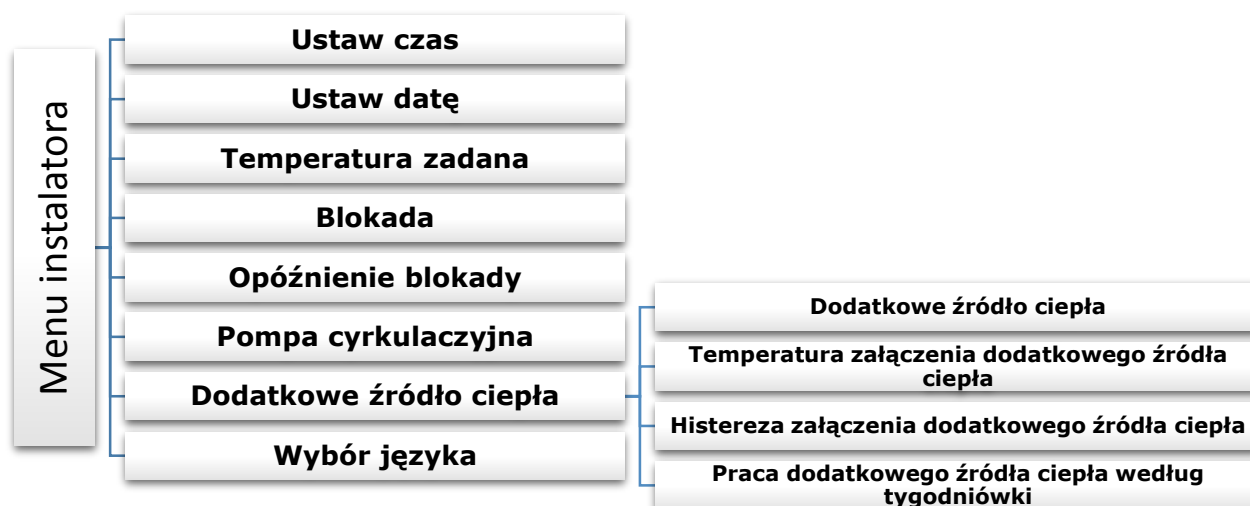 Menu instalatora
Ustaw czas
Ustaw datę
Temperatura zadana
Blokada
Opóźnienie blokady
Pompa cyrkulaczyjna
Dodatkowe źródło ciepła
Wybór języka
Dodatkowe źródło ciepła
Temperatura załączenia dodatkowego źródła
ciepła
Histereza załączenia dodatkowego źródła ciepła
Praca dodatkowego źródła ciepła według
tygodniówki